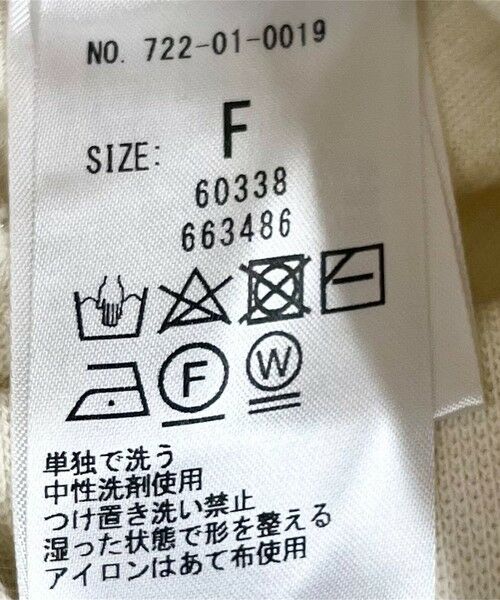 NO. 722-01-0019
SIZE: F
60338
663486
F W
単独で洗う
中性洗剤使用
つけ置き洗い禁止
湿った状態で形を整える
アイロンはあて布使用